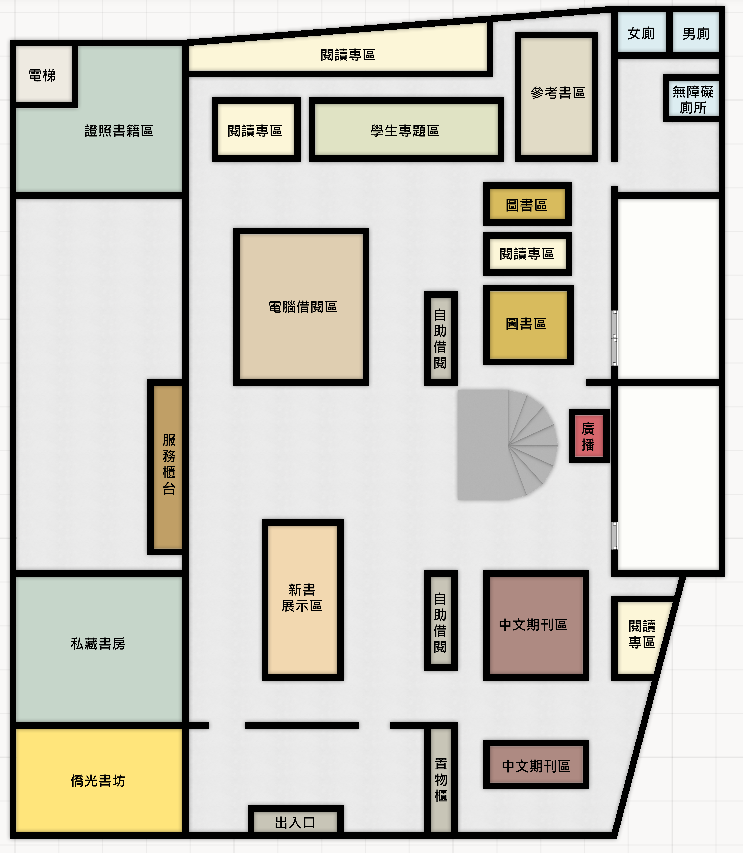 女廁
男廁
閱讀專區
電梯
參考書區
無障礙
廁所
證照書籍區
閱讀專區
學生專題區
圖書區
閱讀專區
電腦借閱區
自助借閱
圖書區
廣播
服務櫃台
新書
展示區
自助借閱
中文期刊區
閱讀
專區
私藏書房
僑光書坊
置物櫃
中文期刊區
出入口